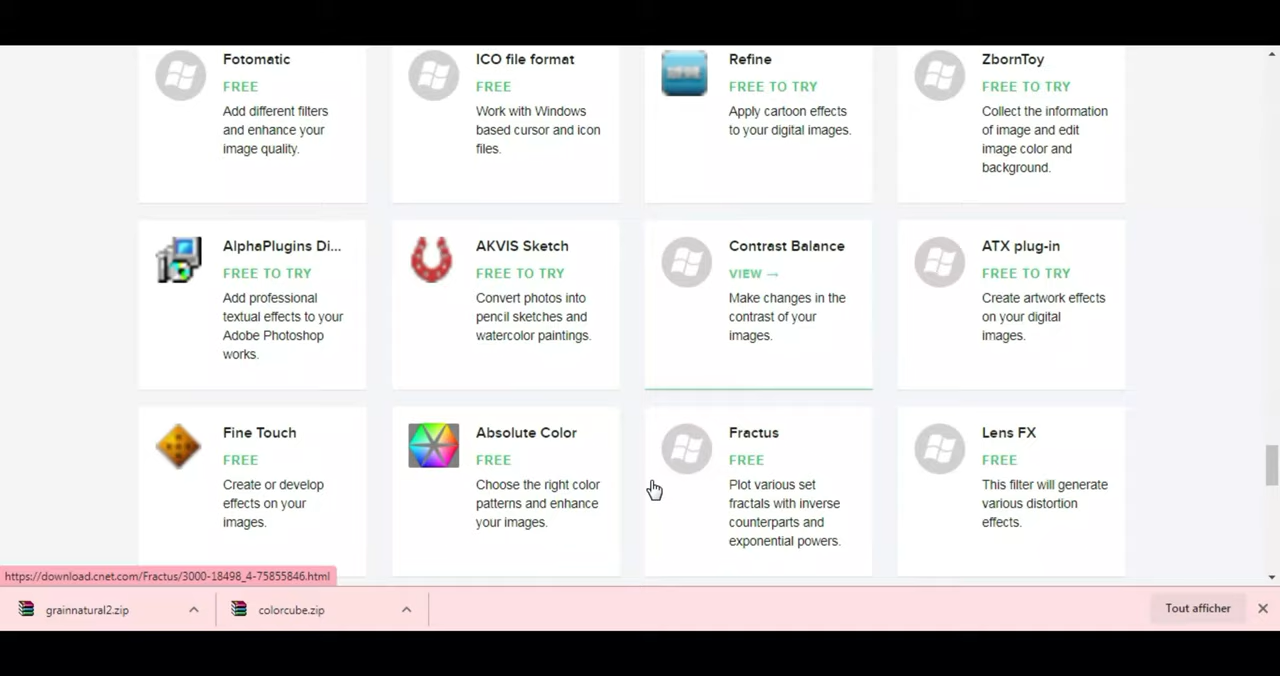 Fotomatic
FREE
Add different filters
and enhance your
image quality.
ICO file format
FREE
Work with Windows
based cursor and icon
files.
Refine
FREE TO TRY
Apply cartoon effects
to your digital images.
ZbornToy
FREE TO TRY
Collect the information
of image and edit
image color and
background.
AlphaPlugins Di...
FREE TO TRY
Add professional
textual effects to your
Adobe Photoshop
works.
AKVIS Sketch
FREE TO TRY
Convert photos into
pencil sketches and
watercolor paintings.
Contrast Balance
VIEW →
Make changes in the
contrast of your
images.
ATX plug-in
FREE TO TRY
Create artwork effects
on your digital
images.
Fine Touch
FREE
Create or develop
effects on your
images.
Absolute Color
FREE
Choose the right color
patterns and enhance
your images.
Fractus
FREE
Plot various set
fractals with inverse
counterparts and
exponential powers.
Lens FX
FREE
This filter will generate
various distortion
effects.
https://download.cnet.com/Fractus/3000-18498_4-75855846.html
grainnatural2.zip
colorcube.zip
Tout afficher